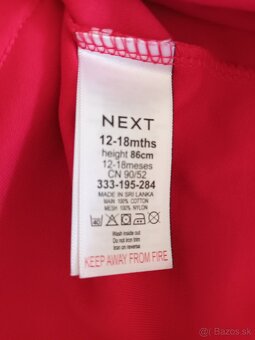 NEXT
12-18mths
height 86cm
12-18meses
CN 90/52
333-195-284
MADE IN SRI LANKA
MAIN: 100% COTTON
MESH: 100% NYLON
40
Wash inside out
Do not iron trim
Iron on reverse
KEEP AWAY FROM FIRE
bazar.sk